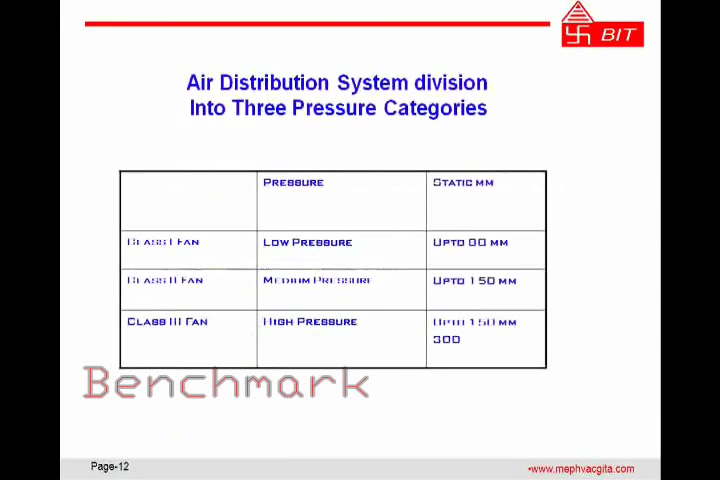 BIT
Air Distribution System division
Into Three Pressure Categories
PRESSURE STATIC MM
CLASS I FAN LOW PRESSURE UPTO MM
CLASS II FAN MEDIUM PRESSURE UPTO 150 MM
CLASS III FAN HIGH PRESSURE UPTO 150 MM
300
Benchmark
Page-12
•www.mephvacgita.com